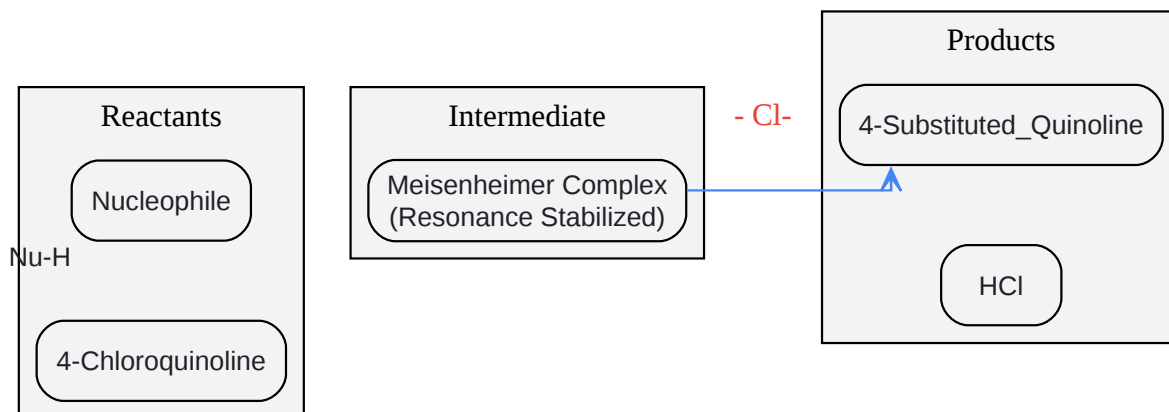 Reactants
Nucleophile
Nu-H
4-Chloroquinoline
Intermediate
Meisenheimer Complex
(Resonance Stabilized)
- Cl-
Products
4-Substituted_Quinoline
HCl